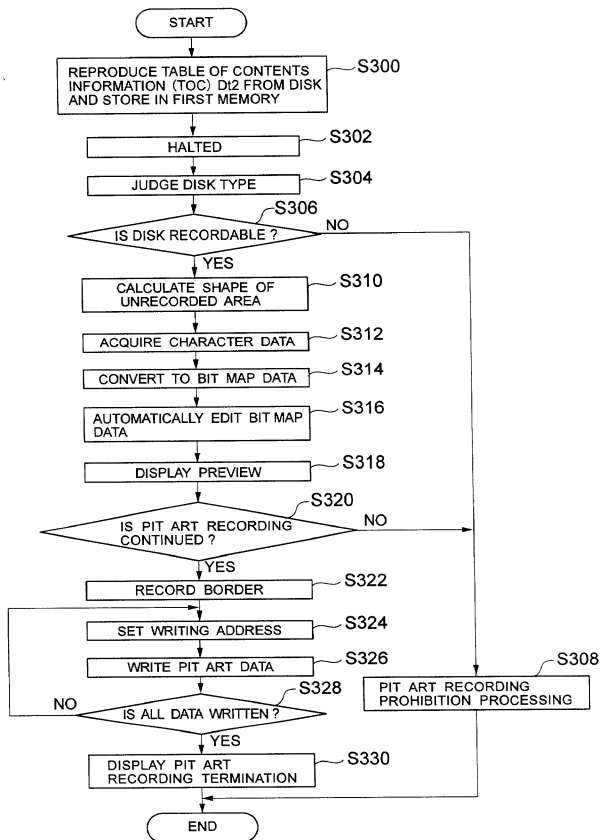 START
REPRODUCE TABLE OF CONTENTS
INFORMATION (TOC) Dt2 FROM DISK
AND STORE IN FIRST MEMORY
S300
HALTED
S302
JUDGE DISK TYPE
S304
IS DISK RECORDABLE ?
S306
NO
YES
CALCULATE SHAPE OF
UNRECORDED AREA
S310
ACQUIRE CHARACTER DATA
S312
CONVERT TO BIT MAP DATA
S314
AUTOMATICALLY EDIT BIT MAP
DATA
S316
DISPLAY PREVIEW
S318
IS PIT ART RECORDING
CONTINUED ?
S320
NO
YES
RECORD BORDER
S322
SET WRITING ADDRESS
S324
WRITE PIT ART DATA
S326
IS ALL DATA WRITTEN ?
S328
NO
YES
PIT ART RECORDING
PROHIBITION PROCESSING
S308
DISPLAY PIT ART
RECORDING TERMINATION
S330
END